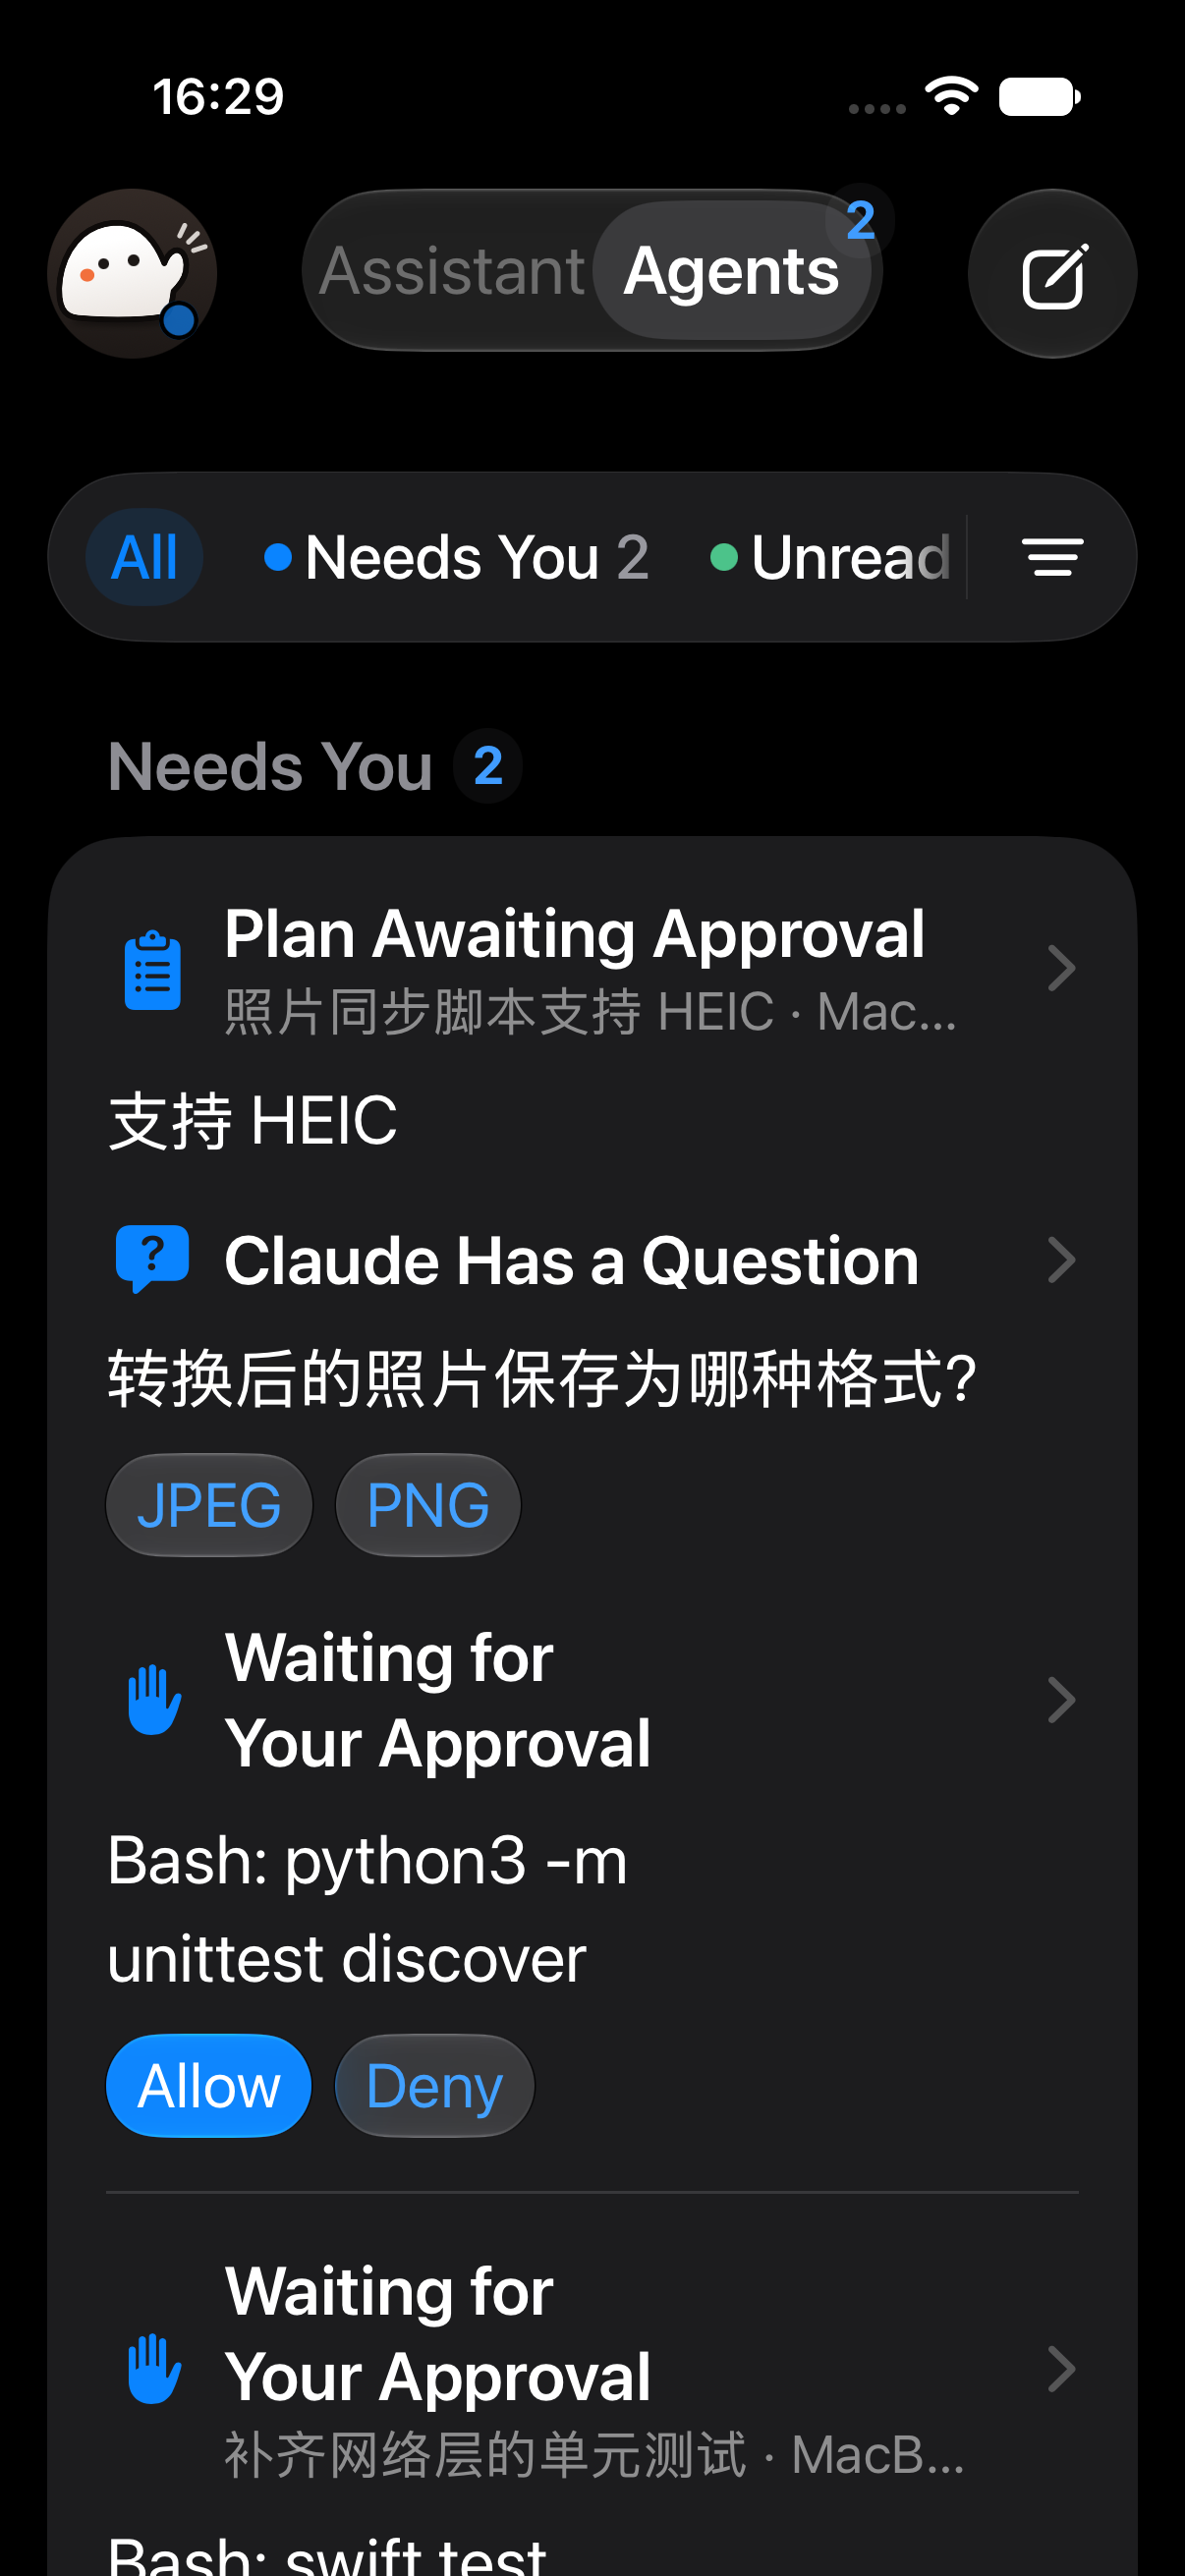 16:29
Assistant
Agents
2
All
Needs You 2
Unread
Needs You 2
Plan Awaiting Approval
照片同步脚本支持 HEIC · Mac...
支持 HEIC
Claude Has a Question
转换后的照片保存为哪种格式?
JPEG
PNG
Waiting for
Your Approval
Bash: python3 -m
unittest discover
Allow
Deny
Waiting for
Your Approval
补齐网络层的单元测试 · MacB...
Bash: swift test